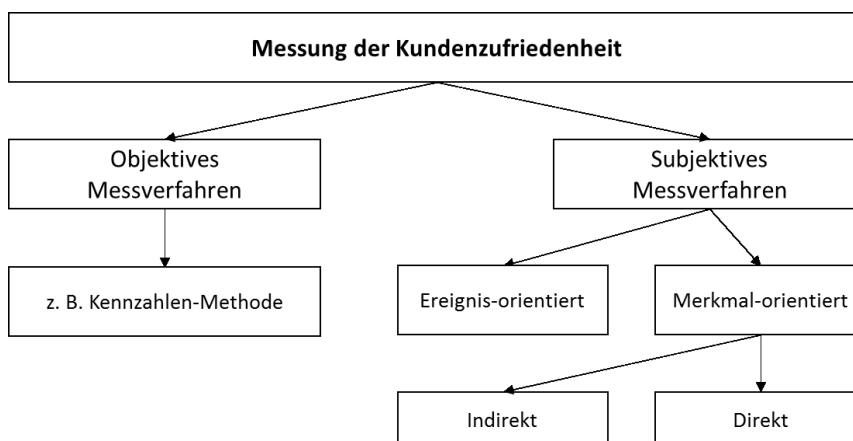 Messung der Kundenzufriedenheit
Objektives
Messverfahren
Subjektives
Messverfahren
z. B. Kennzahlen-Methode
Ereignis-orientiert
Merkmal-orientiert
Indirekt
Direkt